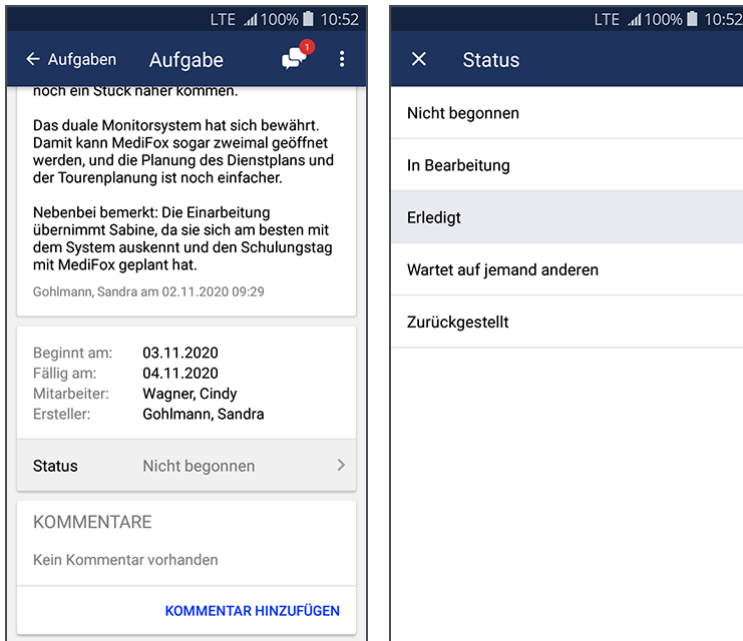 LTE 100% 10:52
Aufgaben Aufgabe 1
noch ein Stück näher kommen.
Das duale Monitorsystem hat sich bewährt.
Damit kann MediFox sogar zweimal geöffnet
werden, und die Planung des Dienstplans und
der Tourenplanung ist noch einfacher.
Nebenbei bemerkt: Die Einarbeitung
übernimmt Sabine, da sie sich am besten mit
dem System auskennt und den Schulungstag
mit MediFox geplant hat.
Gohlmann, Sandra am 02.11.2020 09:29
Beginnt am: 03.11.2020
Fällig am: 04.11.2020
Mitarbeiter: Wagner, Cindy
Ersteller: Gohlmann, Sandra
Status Nicht begonnen
KOMMENTARE
Kein Kommentar vorhanden
KOMMENTAR HINZUFÜGEN
LTE 100% 10:52
Status
Nicht begonnen
In Bearbeitung
Erledigt
Wartet auf jemand anderen
Zurückgestellt